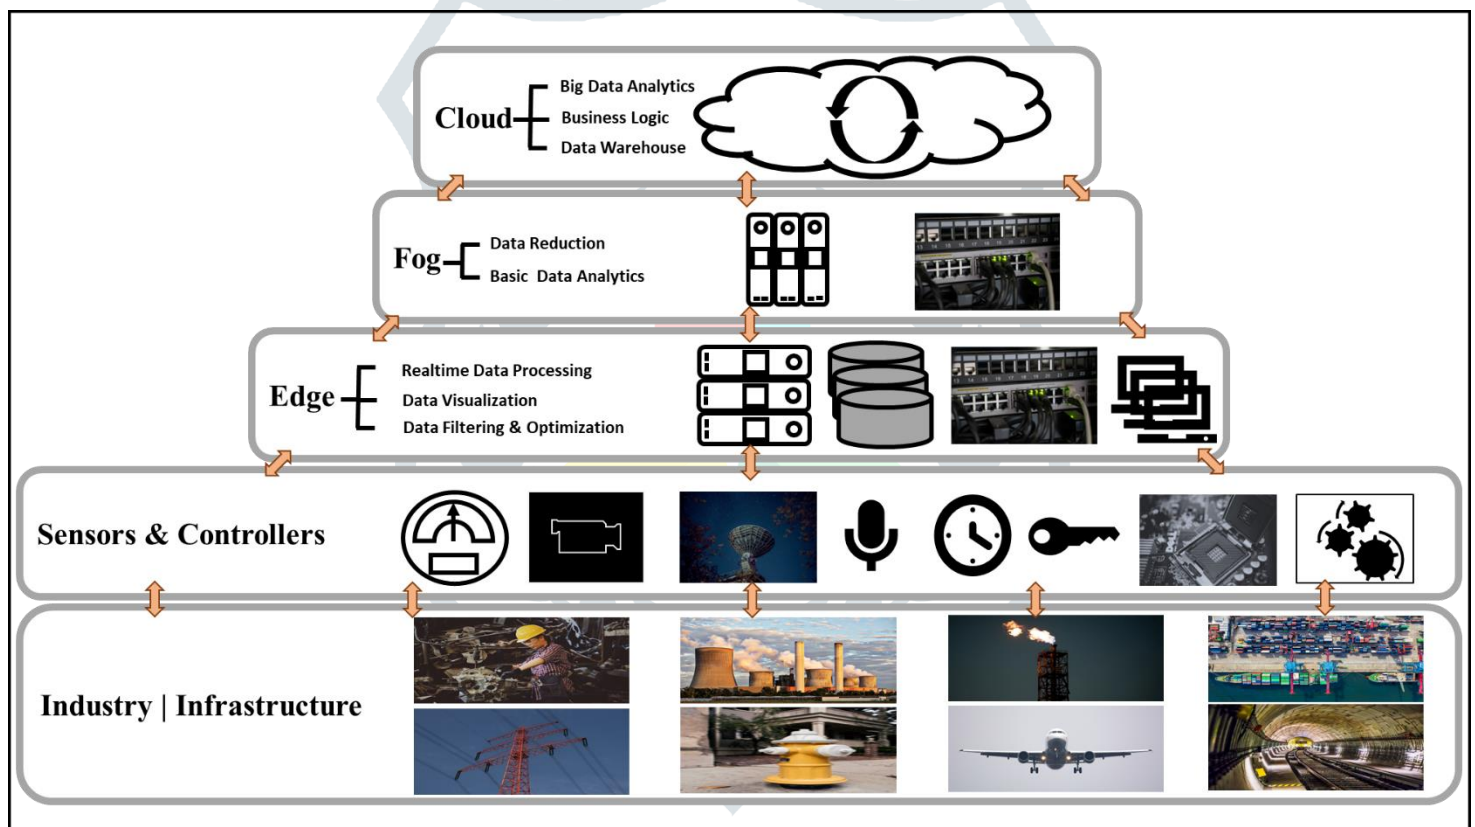 Cloud
Big Data Analytics
Business Logic
Data Warehouse
Fog
Data Reduction
Basic Data Analytics
Edge
Realtime Data Processing
Data Visualization
Data Filtering & Optimization
Sensors & Controllers
Industry | Infrastructure